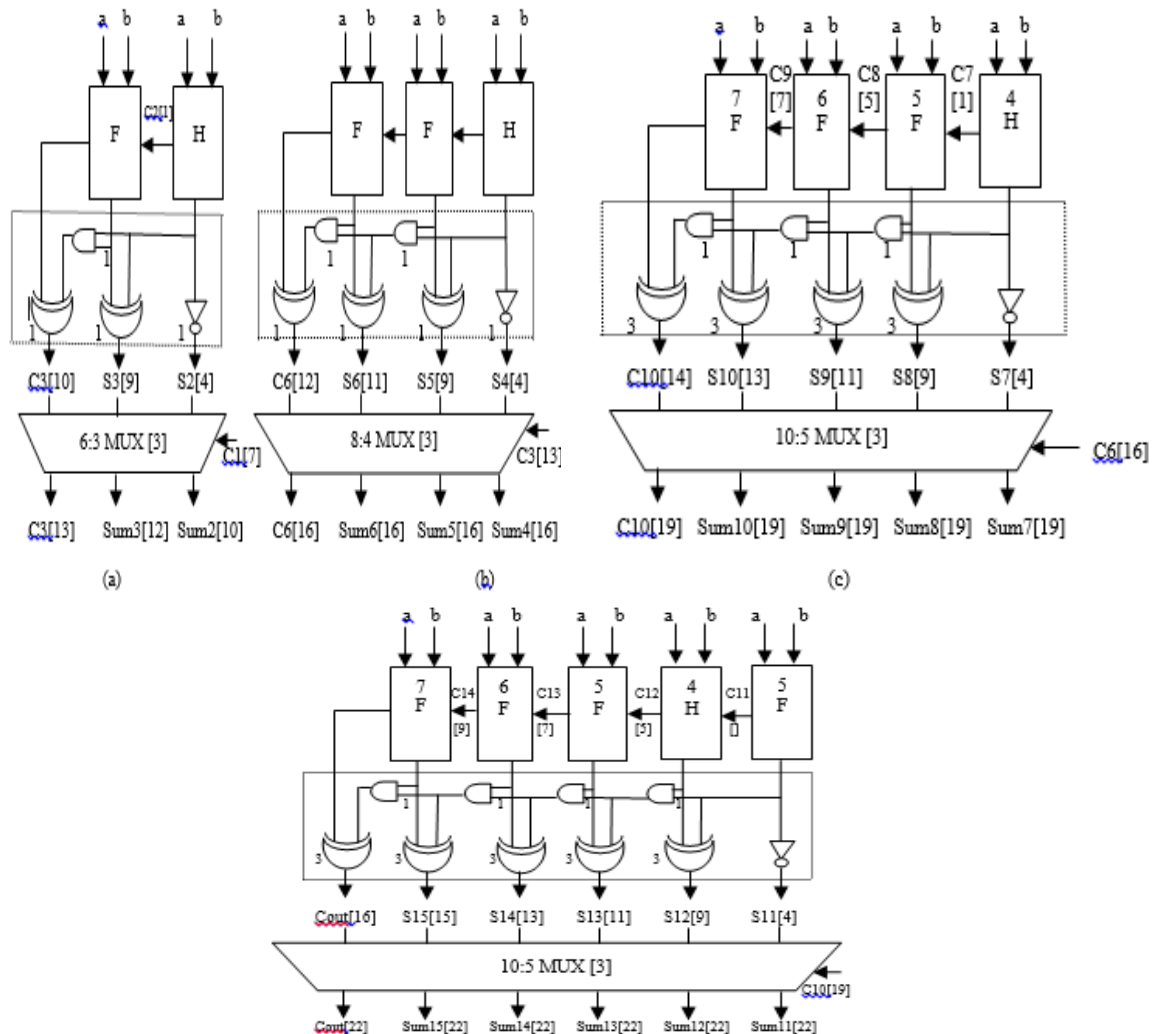 a b a b
C2[1]
F H
1
1 1 1
C3[10] S3[9] S2[4]
6:3 MUX [3]
C1[7]
C3[13] Sum3[12] Sum2[10]
(a)
a b a b a b
F F H
1 1
1 1 1 1
C6[12] S6[11] S5[9] S4[4]
8:4 MUX [3]
C3[13]
C6[16] Sum6[16] Sum5[16] Sum4[16]
(b)
a b a b a b a b
7 F C9 [7] 6 F C8 [5] 5 F C7 [1] 4 H
1 1 1
3 3 3 3
C10[14] S10[13] S9[11] S8[9] S7[4]
10:5 MUX [3]
C6[16]
C10[19] Sum10[19] Sum9[19] Sum8[19] Sum7[19]
(c)
a b a b a b a b a b
7 F C14 [9] 6 F C13 [7] 5 F C12 [5] 4 H C11 [] 5 F
1 1 1 1
3 3 3 3 3
Cout[16] S15[15] S14[13] S13[11] S12[9] S11[4]
10:5 MUX [3]
C10[19]
Cout[22] Sum15[22] Sum14[22] Sum13[22] Sum12[22] Sum11[22]